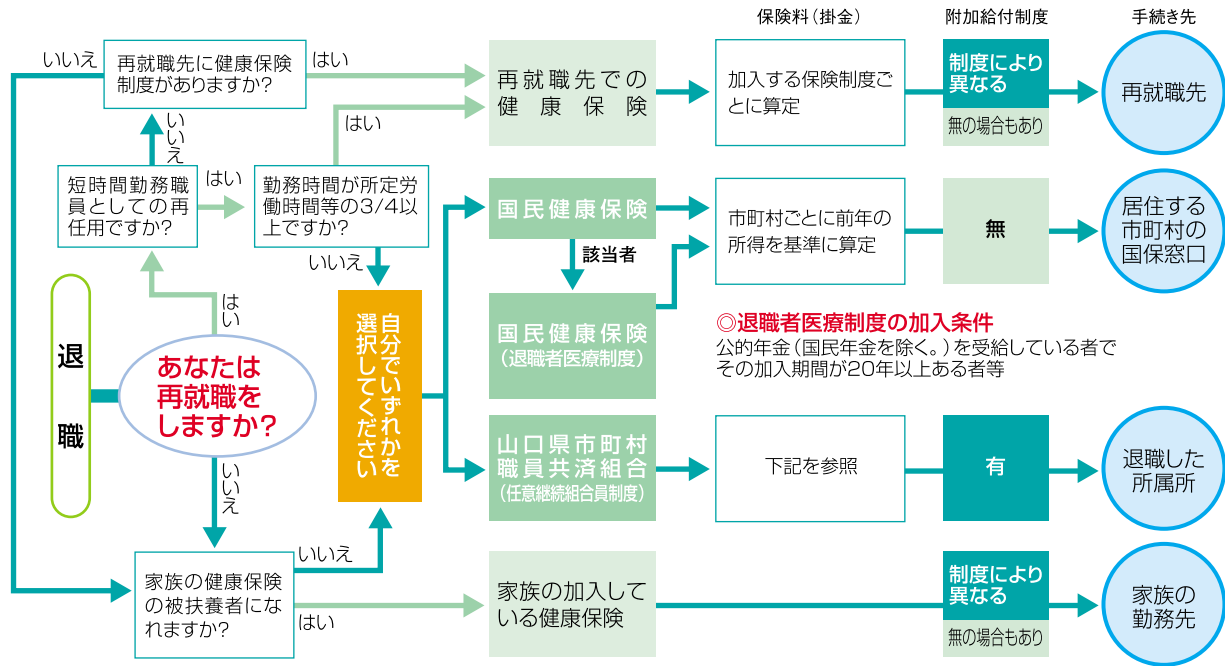 保険料（掛金）
附加給付制度
手続き先
いいえ
再就職先に健康保険
制度がありますか？
はい
再就職先での
健康保険
加入する保険制度ご
とに算定
制度により
異なる
無の場合もあり
再就職先
いいえ
はい
短時間勤務職
員としての再
任用ですか？
はい
勤務時間が所定労
働時間等の3/4以
上ですか？
いいえ
国民健康保険
該当者
国民健康保険
（退職者医療制度）
市町村ごとに前年の
所得を基準に算定
無
居住する
市町村の
国保窓口
◎退職者医療制度の加入条件
公的年金（国民年金を除く。）を受給している者で
その加入期間が20年以上ある者等
退職
はい
あなたは
再就職を
しますか？
いいえ
自分でいずれかを
選択してください
山口県市町村
職員共済組合
（任意継続組合員制度）
下記を参照
有
退職した
所属所
家族の健康保険
の被扶養者にな
れますか？
いいえ
はい
家族の加入して
いる健康保険
制度により
異なる
無の場合もあり
家族の
勤務先